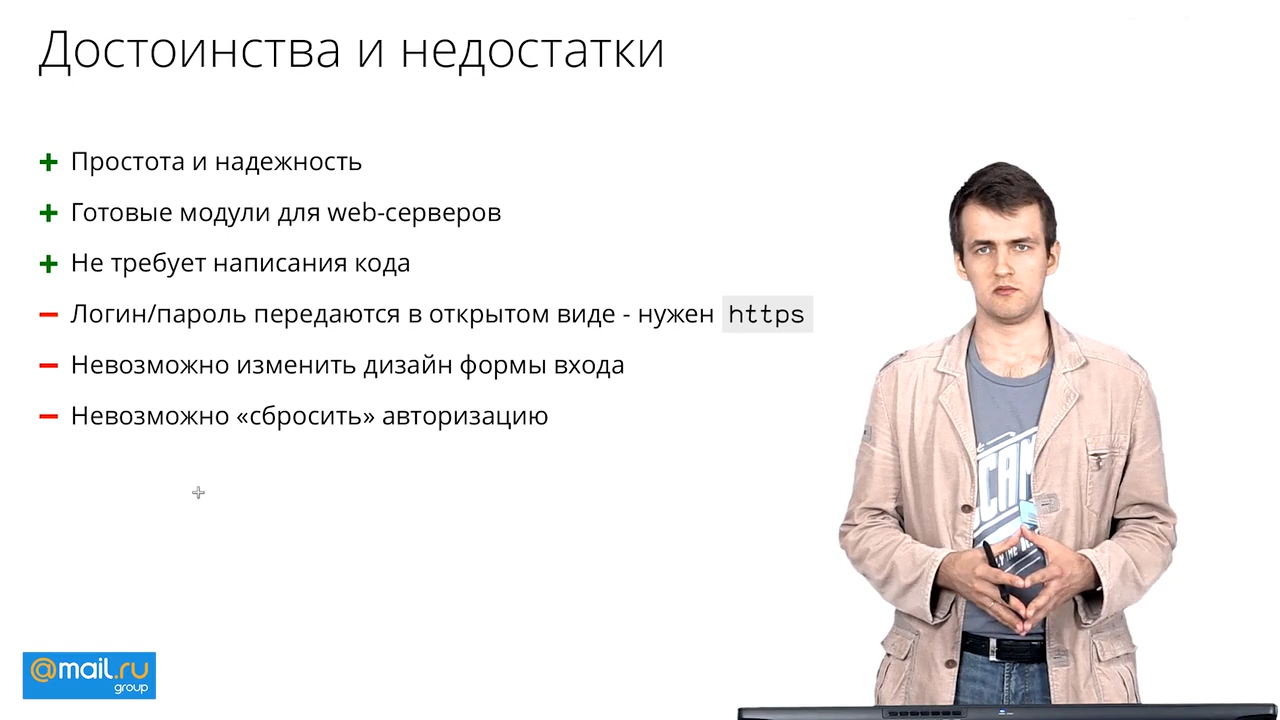 Достоинства и недостатки
+ Простота и надежность
+ Готовые модули для web-серверов
+ Не требует написания кода
− Логин/пароль передаются в открытом виде - нужен https
− Невозможно изменить дизайн формы входа
− Невозможно «сбросить» авторизацию
@mail.ru
group